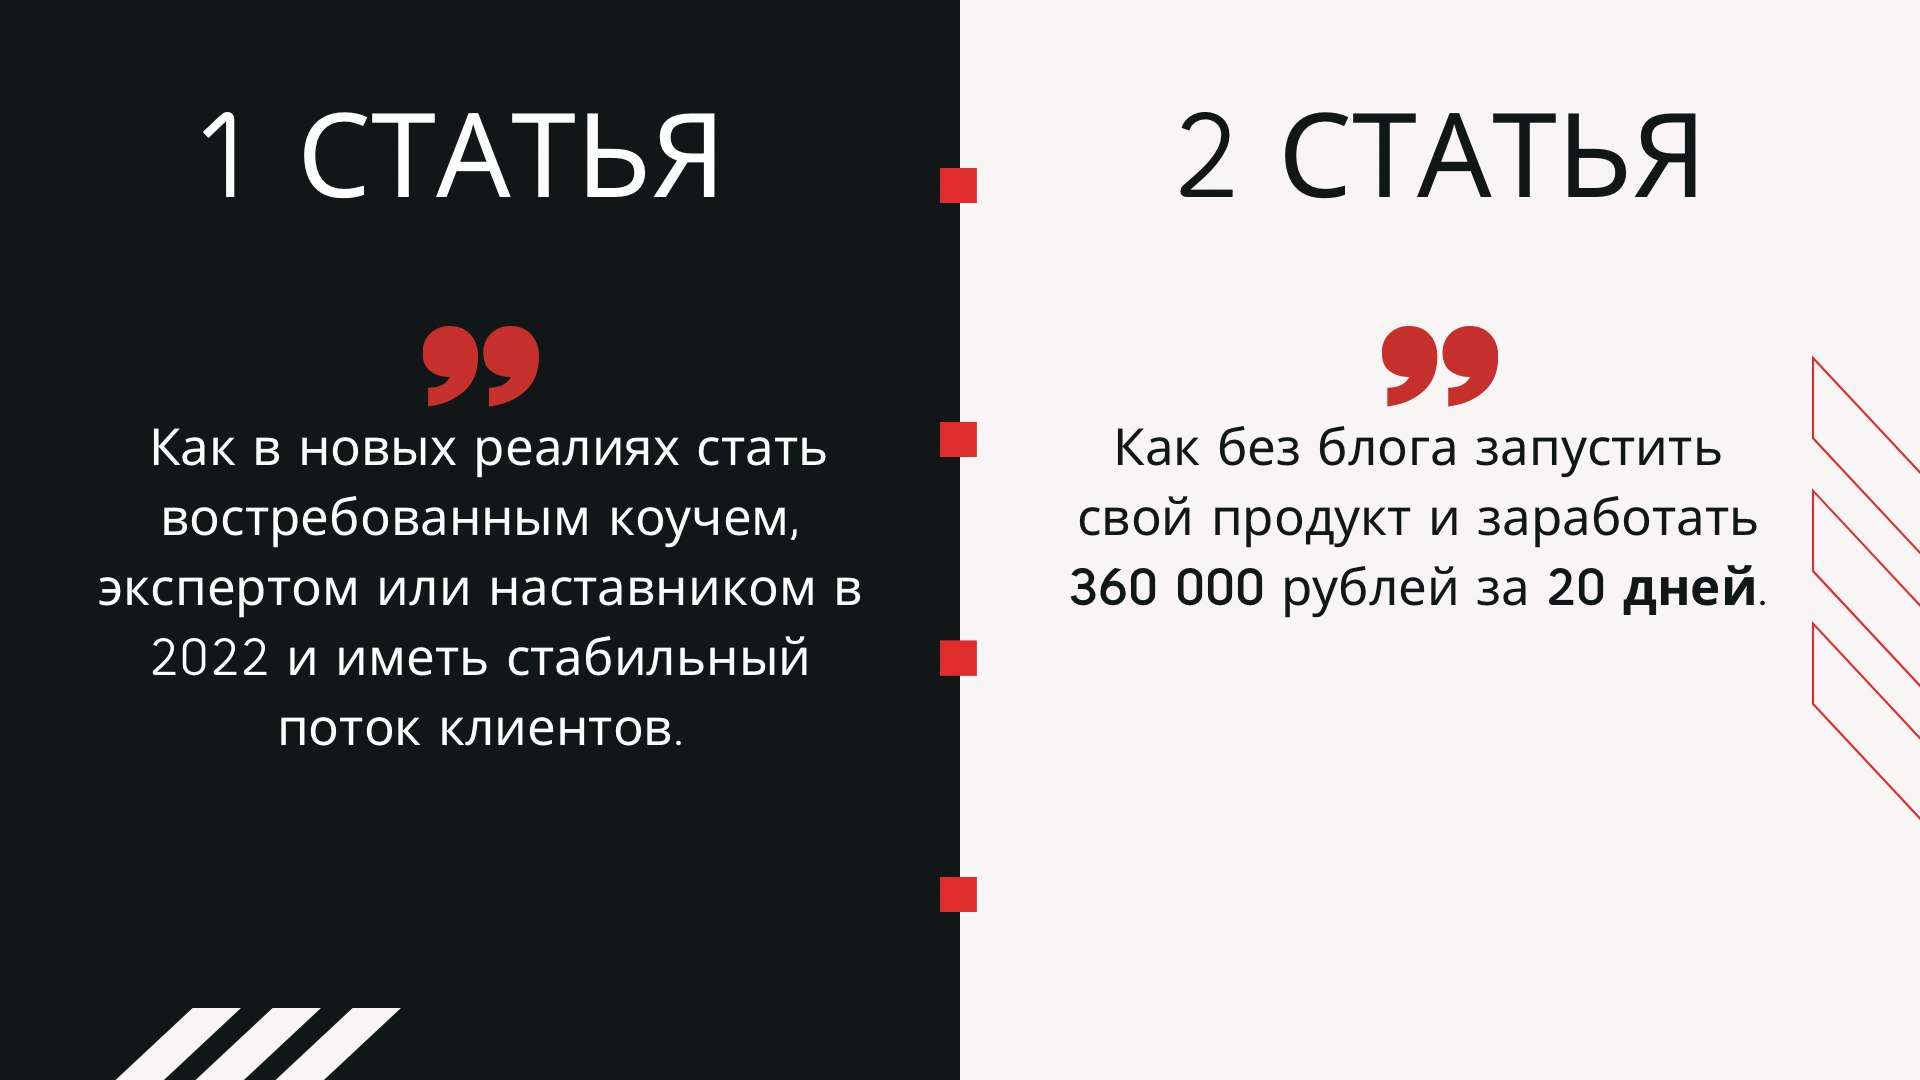 1 СТАТЬЯ
Как в новых реалиях стать
востребованным коучем,
экспертом или наставником в
2022 и иметь стабильный
поток клиентов.
2 СТАТЬЯ
Как без блога запустить
свой продукт и заработать
360 000 рублей за 20 дней.